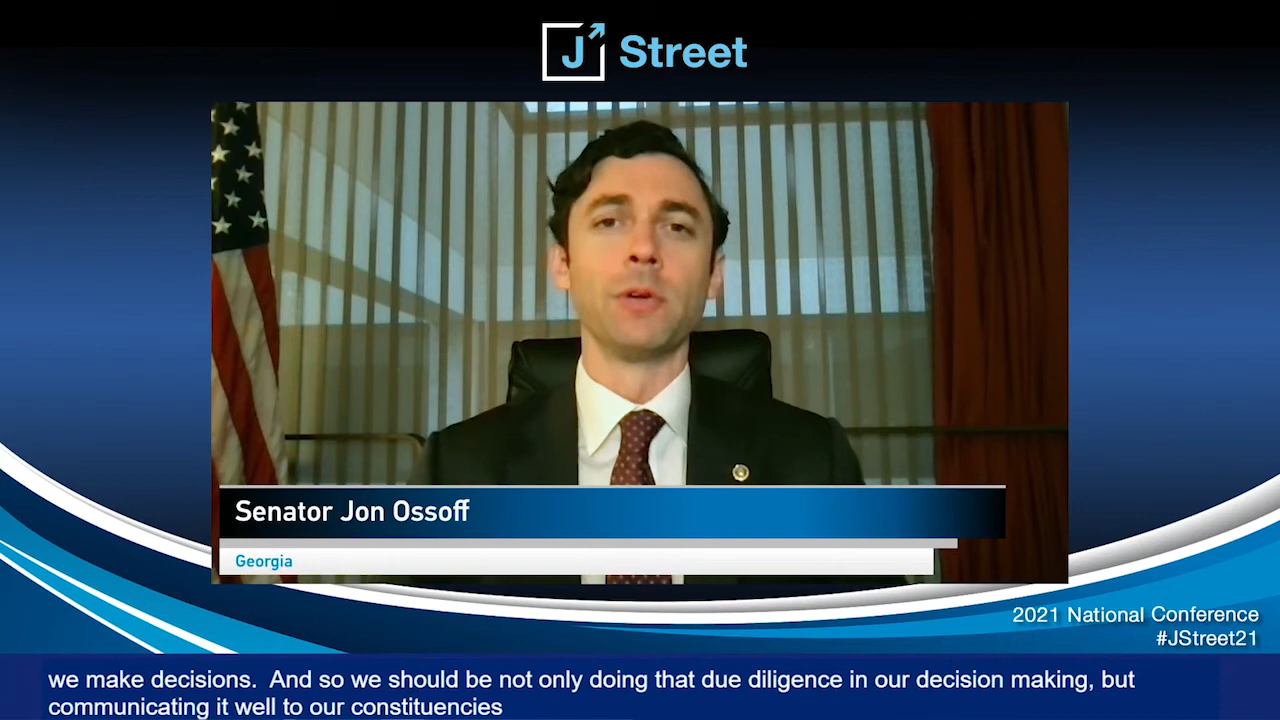 J Street
Senator Jon Ossoff
Georgia
2021 National Conference
#JStreet21
we make decisions.  And so we should be not only doing that due diligence in our decision making, but
communicating it well to our constituencies